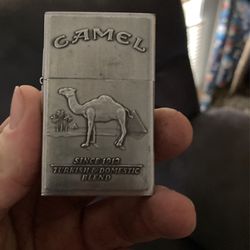 CAMEL
SINCE 1913
TURKISH & DOMESTIC
BLEND